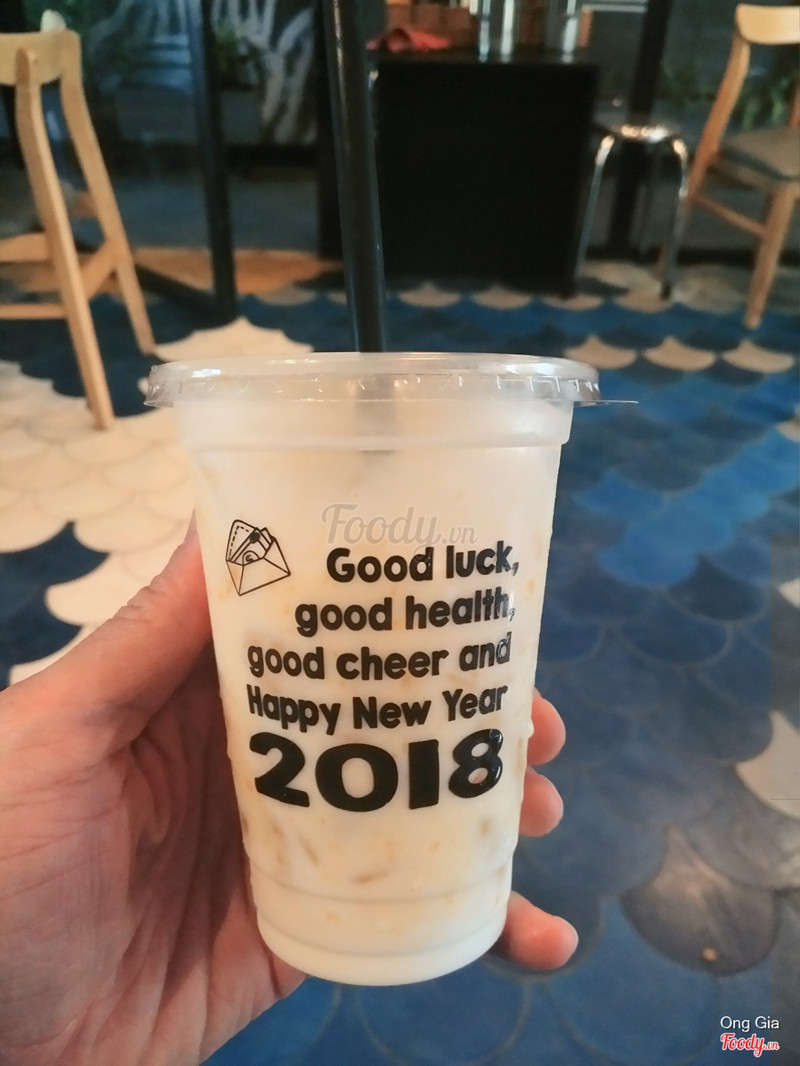 Foody.vn
Good luck,
good health,
good cheer and
Happy New Year
2018
Ong Gia
Foody.vn